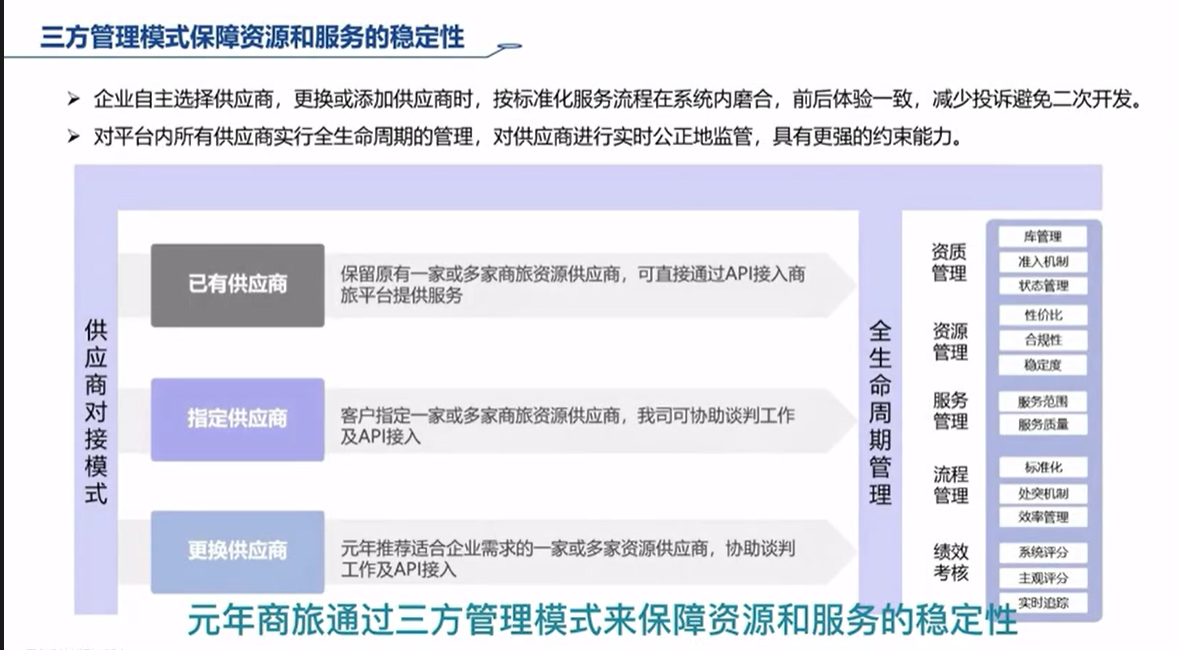 三方管理模式保障资源和服务的稳定性
企业自主选择供应商，更换或添加供应商时，按标准化服务流程在系统内磨合，前后体验一致，减少投诉避免二次开发。
对平台内所有供应商实行全生命周期的管理，对供应商进行实时公正地监管，具有更强的约束能力。
供应商对接模式
已有供应商
保留原有一家或多家商旅资源供应商，可直接通过API接入商
旅平台提供服务
指定供应商
客户指定一家或多家商旅资源供应商，我司可协助谈判工作
及API接入
更换供应商
元年推荐适合企业需求的一家或多家资源供应商，协助谈判
工作及API接入
全生命周期管理
资质
管理
库管理
准入机制
状态管理
资源
管理
性价比
合规性
稳定度
服务
管理
服务范围
服务质量
流程
管理
标准化
处突机制
效率管理
绩效
考核
系统评分
主观评分
实时追踪
元年商旅通过三方管理模式来保障资源和服务的稳定性